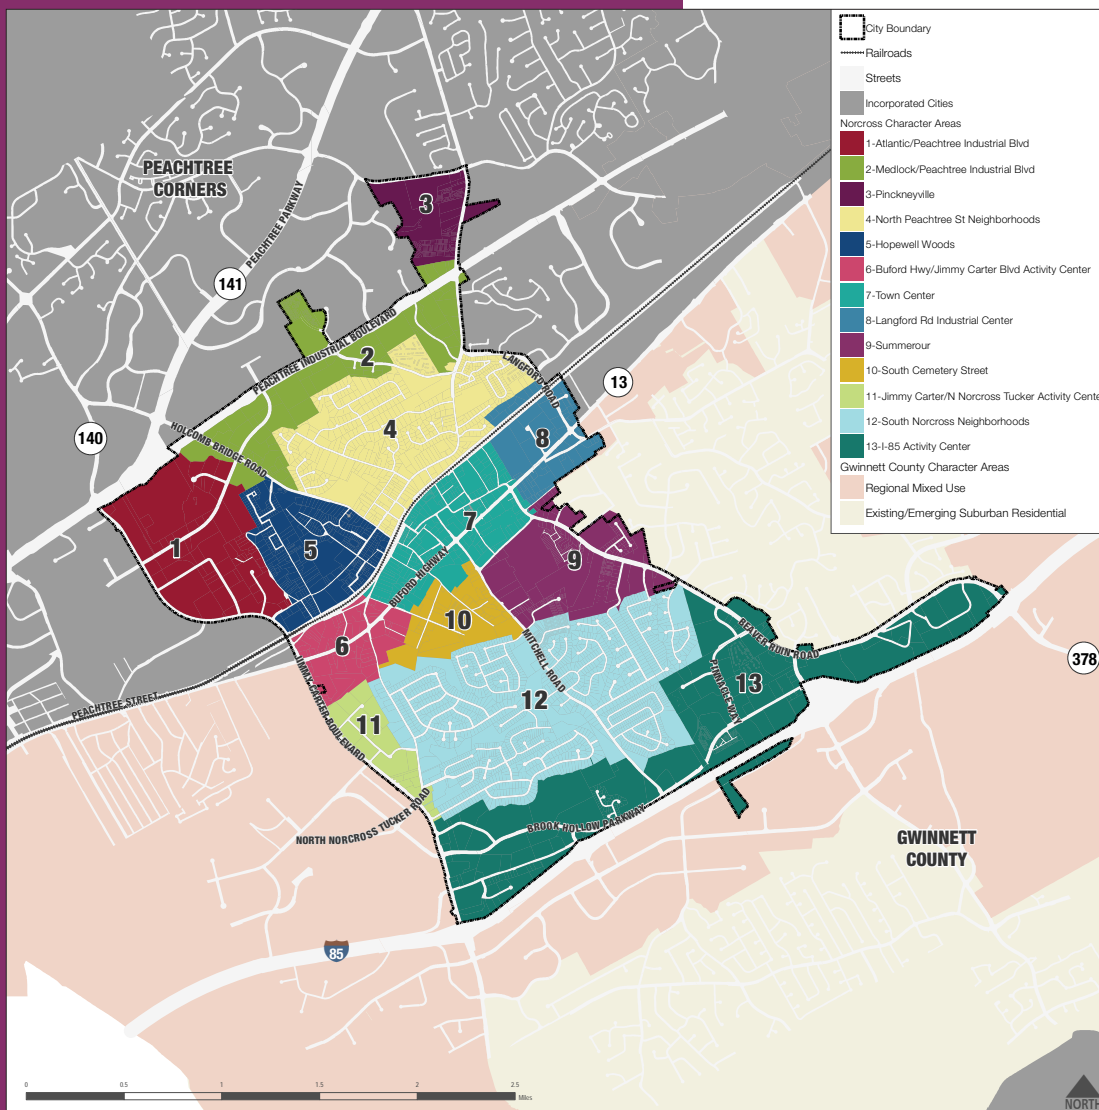 City Boundary
Railroads
Streets
Incorporated Cities
Norcross Character Areas
1-Atlantic/Peachtree Industrial Blvd
2-Medlock/Peachtree Industrial Blvd
3-Pinckneyville
4-North Peachtree St Neighborhoods
5-Hopewell Woods
6-Buford Hwy/Jimmy Carter Blvd Activity Center
7-Town Center
8-Langford Rd Industrial Center
9-Summerour
10-South Cemetery Street
11-Jimmy Carter/N Norcross Tucker Activity Cente
12-South Norcross Neighborhoods
13-I-85 Activity Center
Gwinnett County Character Areas
Regional Mixed Use
Existing/Emerging Suburban Residential
PEACHTREE
CORNERS
PEACHTREE PARKWAY
3
141
PEACHTREE INDUSTRIAL BOULEVARD
2
LANGFORD ROAD
13
140
HOLCOMB BRIDGE ROAD
4
8
7
1
5
9
BUFORD HIGHWAY
10
6
MITCHELL ROAD
BEAVER RUIN ROAD
378
PINNACLE WAY
13
12
JIMMY CARTER BOULEVARD
PEACHTREE STREET
11
NORTH NORCROSS TUCKER ROAD
BROOK HOLLOW PARKWAY
GWINNETT
COUNTY
85
0 0.5 1 1.5 2 2.5
Miles
NORTH